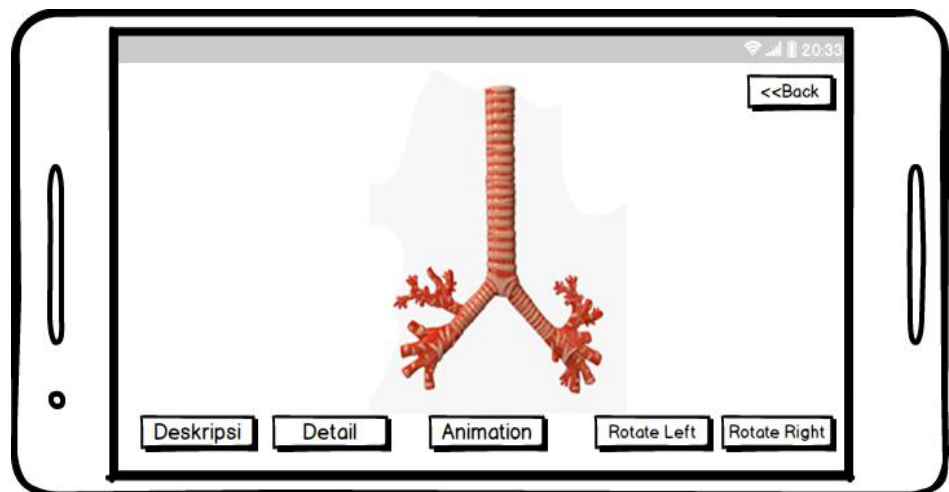 20:33
<<Back
Deskripsi
Detail
Animation
Rotate Left
Rotate Right